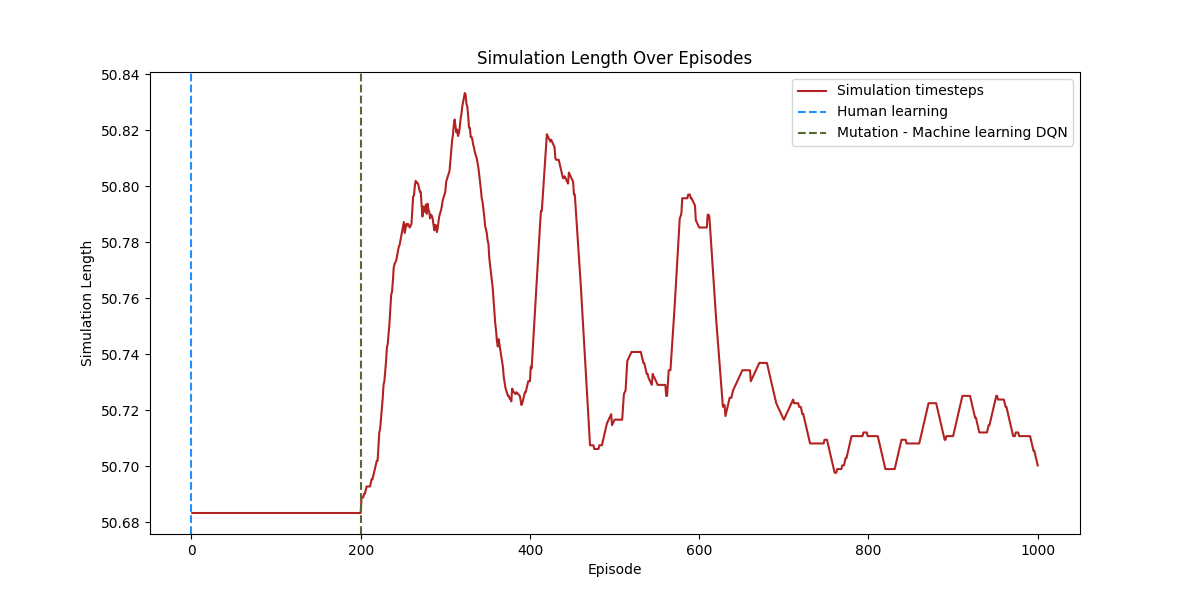 Simulation Length Over Episodes
Simulation timesteps
Human learning
Mutation - Machine learning DQN
Simulation Length
50.84
50.82
50.80
50.78
50.76
50.74
50.72
50.70
50.68
0 200 400 600 800 1000
Episode